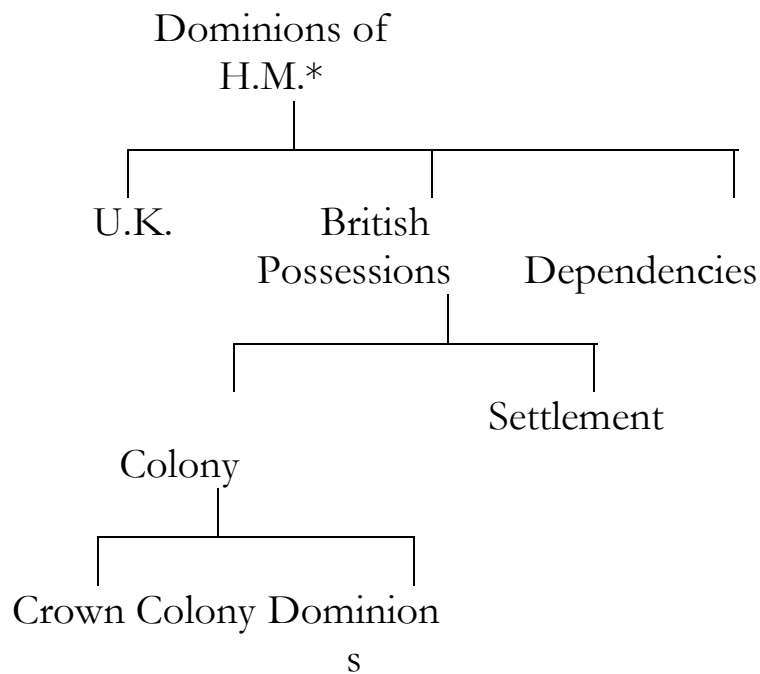 Dominions of
H.M.*
U.K.
British
Possessions
Dependencies
Settlement
Colony
Crown Colony Dominion
s